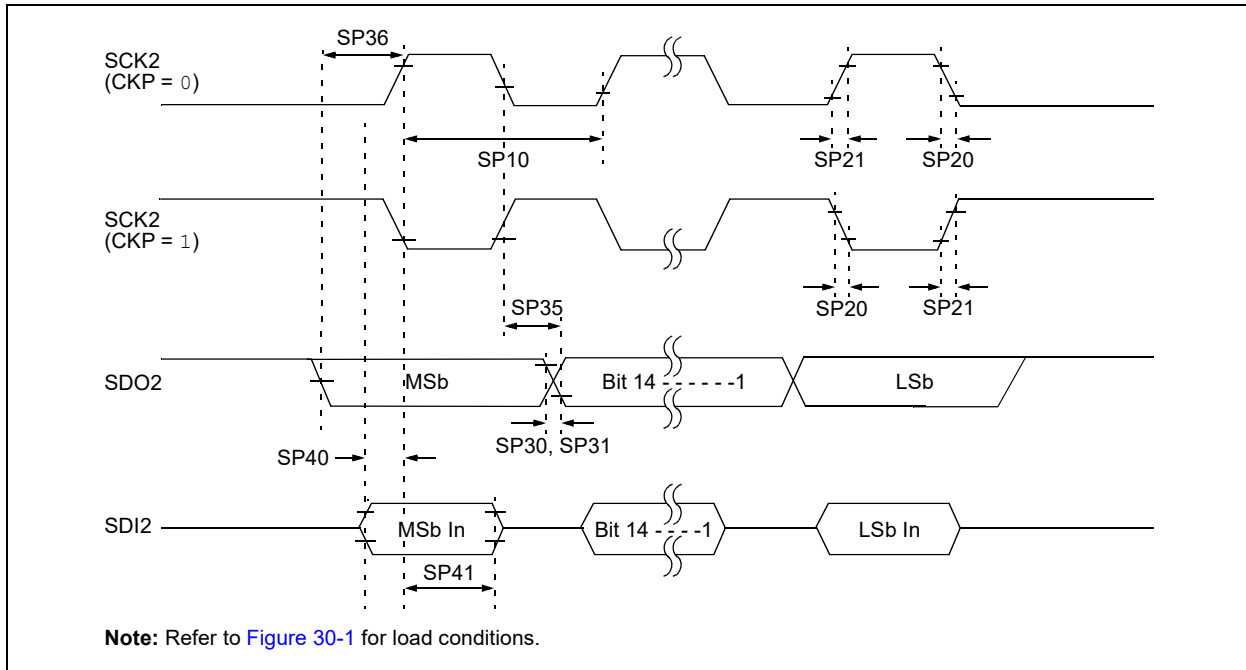 SP36
SCK2
(CKP = 0)
SP10
SP21
SP20
SCK2
(CKP = 1)
SP35
SP20
SP21
SDO2
MSb
Bit 14 - - - - - - -1
LSb
SP30, SP31
SP40
SDI2
MSb In
Bit 14 - - - - -1
LSb In
SP41
Note: Refer to Figure 30-1 for load conditions.